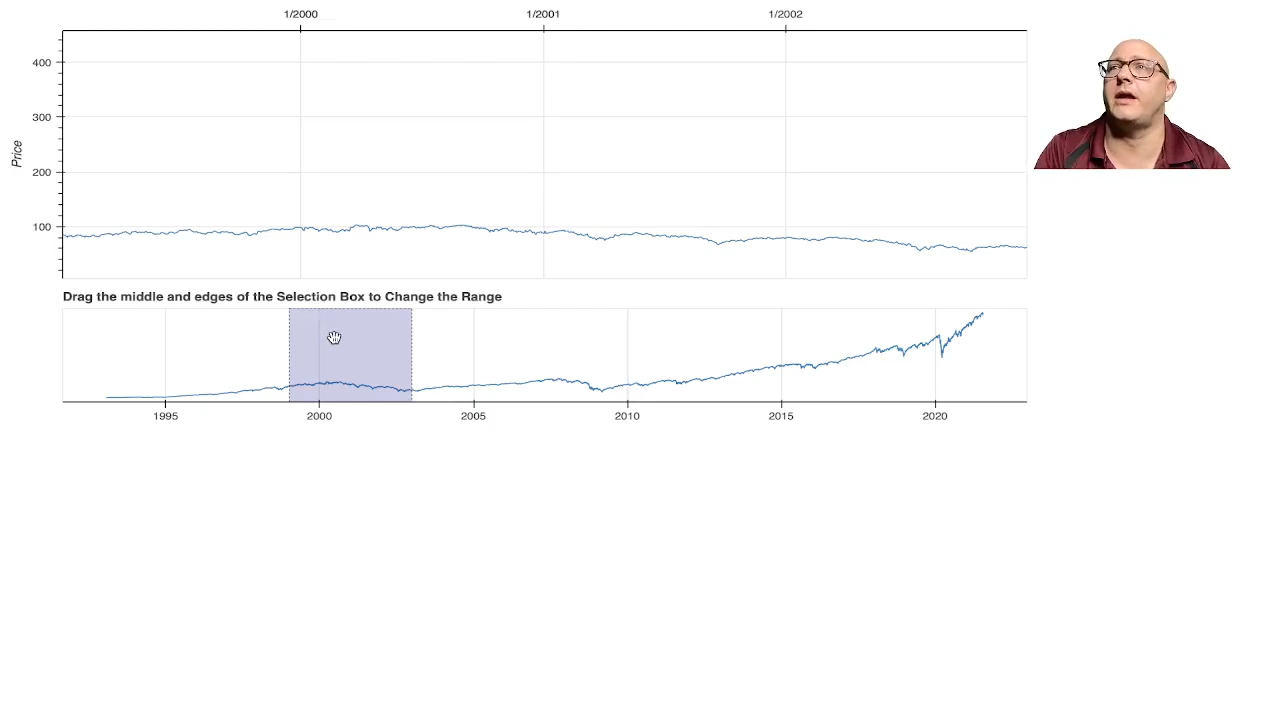 1/2000 1/2001 1/2002
400
300
Price
200
100
Drag the middle and edges of the Selection Box to Change the Range
1995 2000 2005 2010 2015 2020